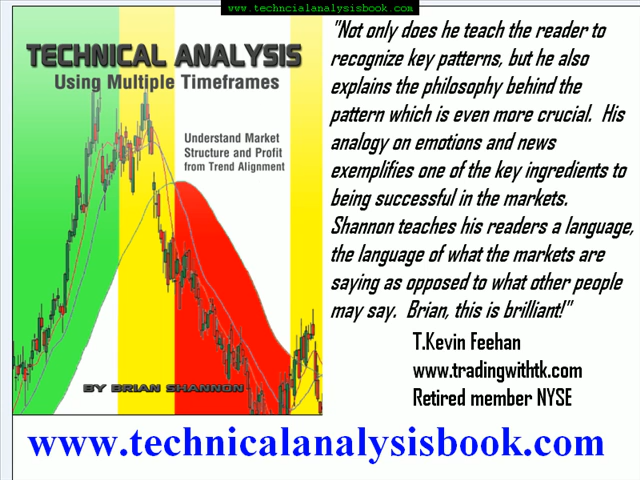 www.techncialanalysisbook.com
TECHNICAL ANALYSIS
Using Multiple Timeframes
Understand Market
Structure and Profit
from Trend Alignment
BY BRIAN SHANNON
"Not only does he teach the reader to
recognize key patterns, but he also
explains the philosophy behind the
pattern which is even more crucial. His
analogy on emotions and news
exemplifies one of the key ingredients to
being successful in the markets.
Shannon teaches his readers a language,
the language of what the markets are
saying as opposed to what other people
may say. Brian, this is brilliant!"
T.Kevin Feehan
www.tradingwithtk.com
Retired member NYSE
www.technicalanalysisbook.com